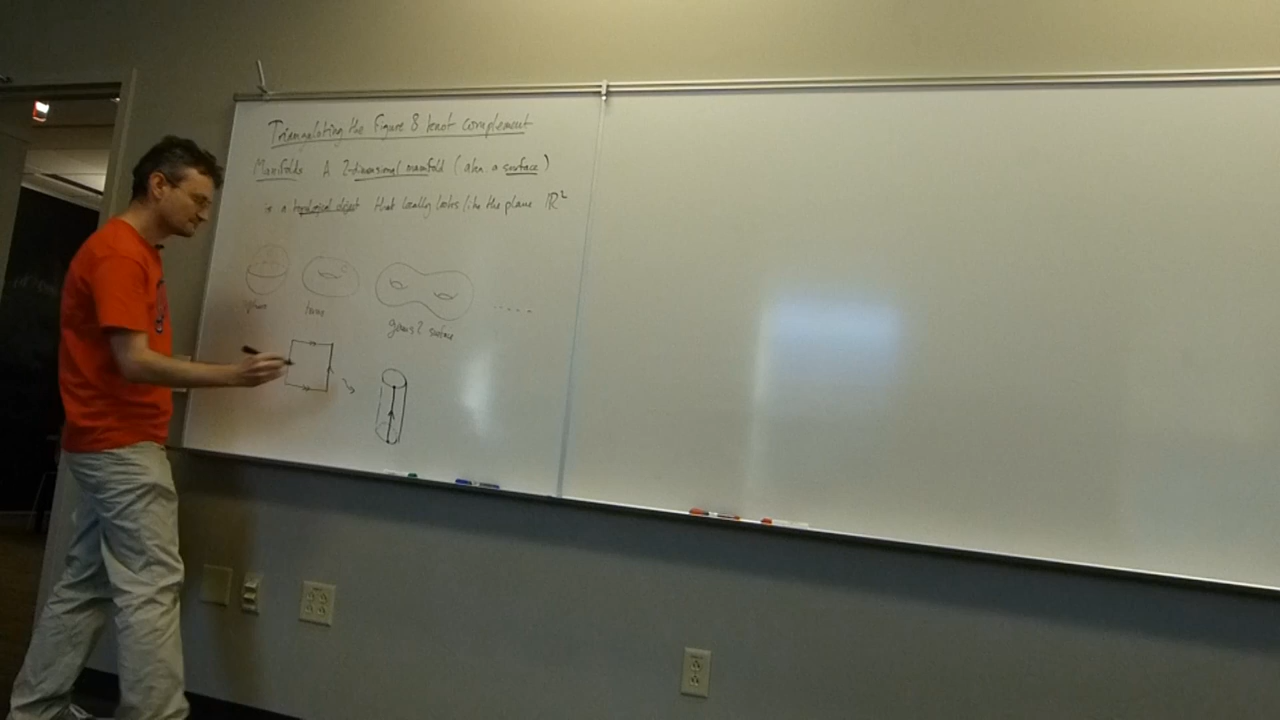 Triangulating the Figure 8 knot complement
Manifolds A 2-dimensional manifold (aka. a surface)
is a topological object that locally looks like the plane ℝ²
sphere torus
genus 2 surface